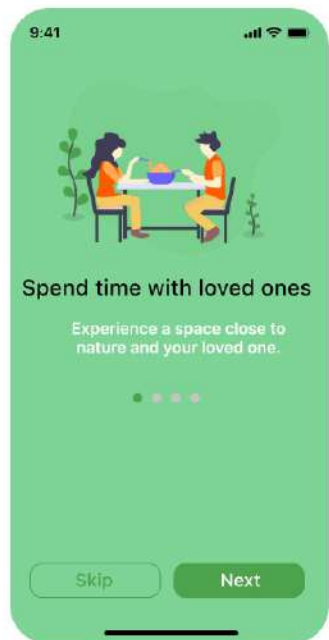 9:41
Spend time with loved ones
Experience a space close to
nature and your loved one.
Skip
Next